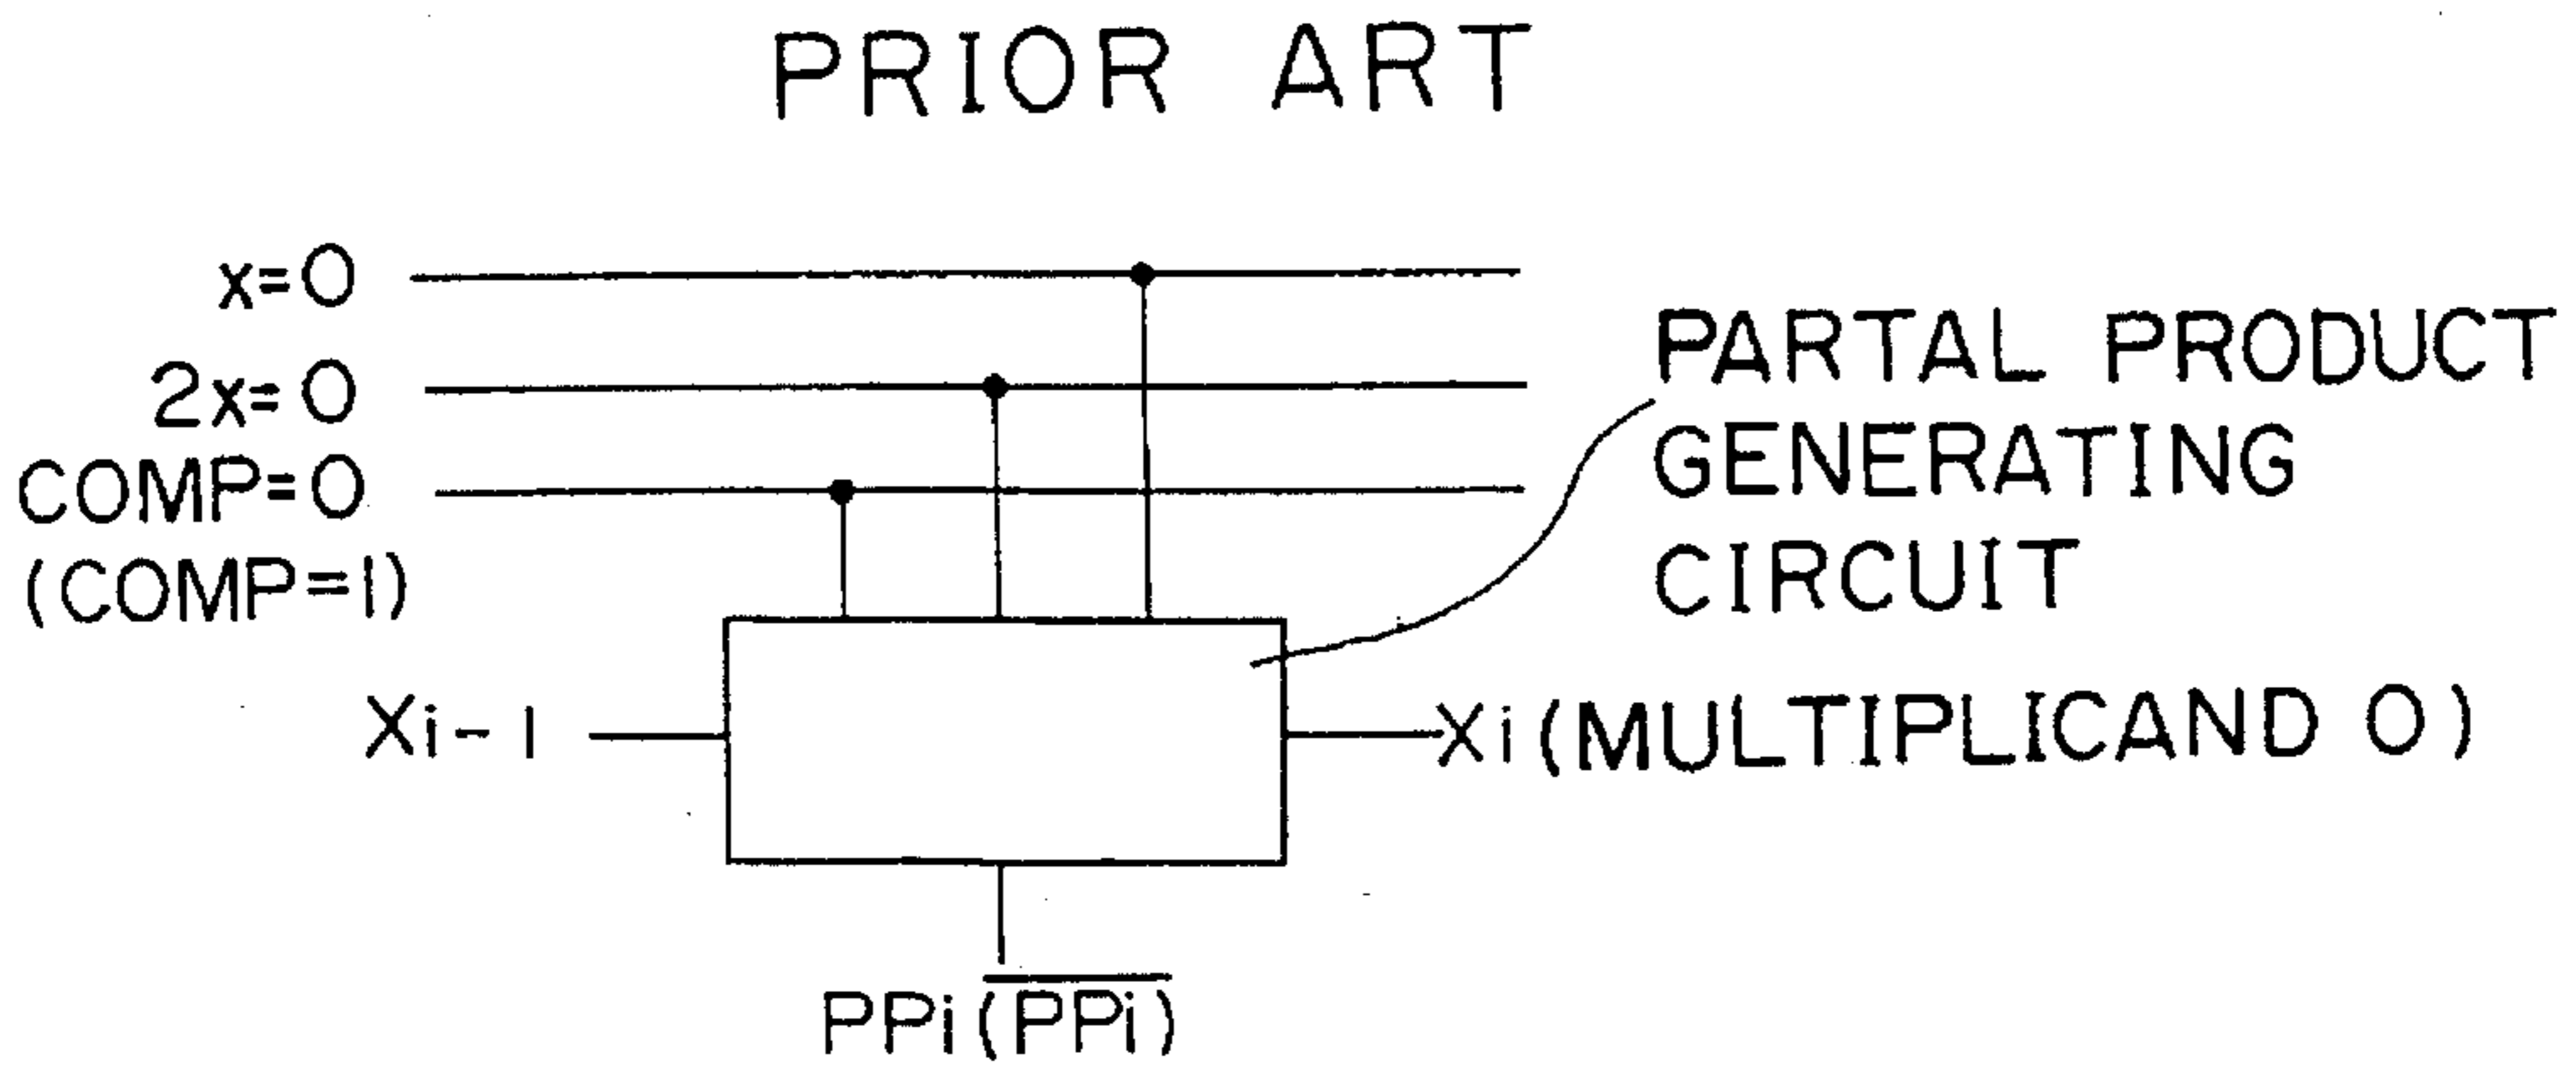 PRIOR ART
x=0
2x=0
COMP=0
(COMP=1)
PARTAL PRODUCT
GENERATING
CIRCUIT
Xi-1
Xi (MULTIPLICAND 0)
PPi (P̅P̅i̅)